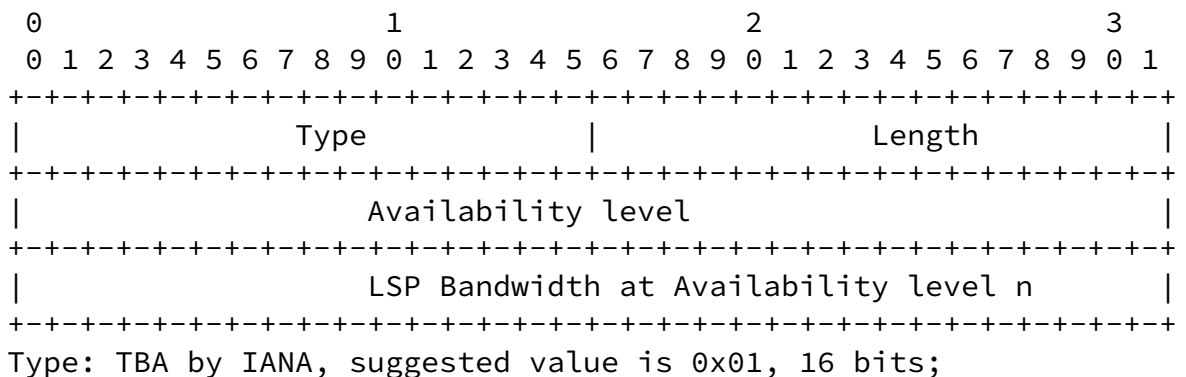 0                   1                   2                   3
 0 1 2 3 4 5 6 7 8 9 0 1 2 3 4 5 6 7 8 9 0 1 2 3 4 5 6 7 8 9 0 1
+-+-+-+-+-+-+-+-+-+-+-+-+-+-+-+-+-+-+-+-+-+-+-+-+-+-+-+-+-+-+-+-+
|               Type            |               Length          |
+-+-+-+-+-+-+-+-+-+-+-+-+-+-+-+-+-+-+-+-+-+-+-+-+-+-+-+-+-+-+-+-+
|                   Availability level                          |
+-+-+-+-+-+-+-+-+-+-+-+-+-+-+-+-+-+-+-+-+-+-+-+-+-+-+-+-+-+-+-+-+
|                   LSP Bandwidth at Availability level n       |
+-+-+-+-+-+-+-+-+-+-+-+-+-+-+-+-+-+-+-+-+-+-+-+-+-+-+-+-+-+-+-+-+
Type: TBA by IANA, suggested value is 0x01, 16 bits;